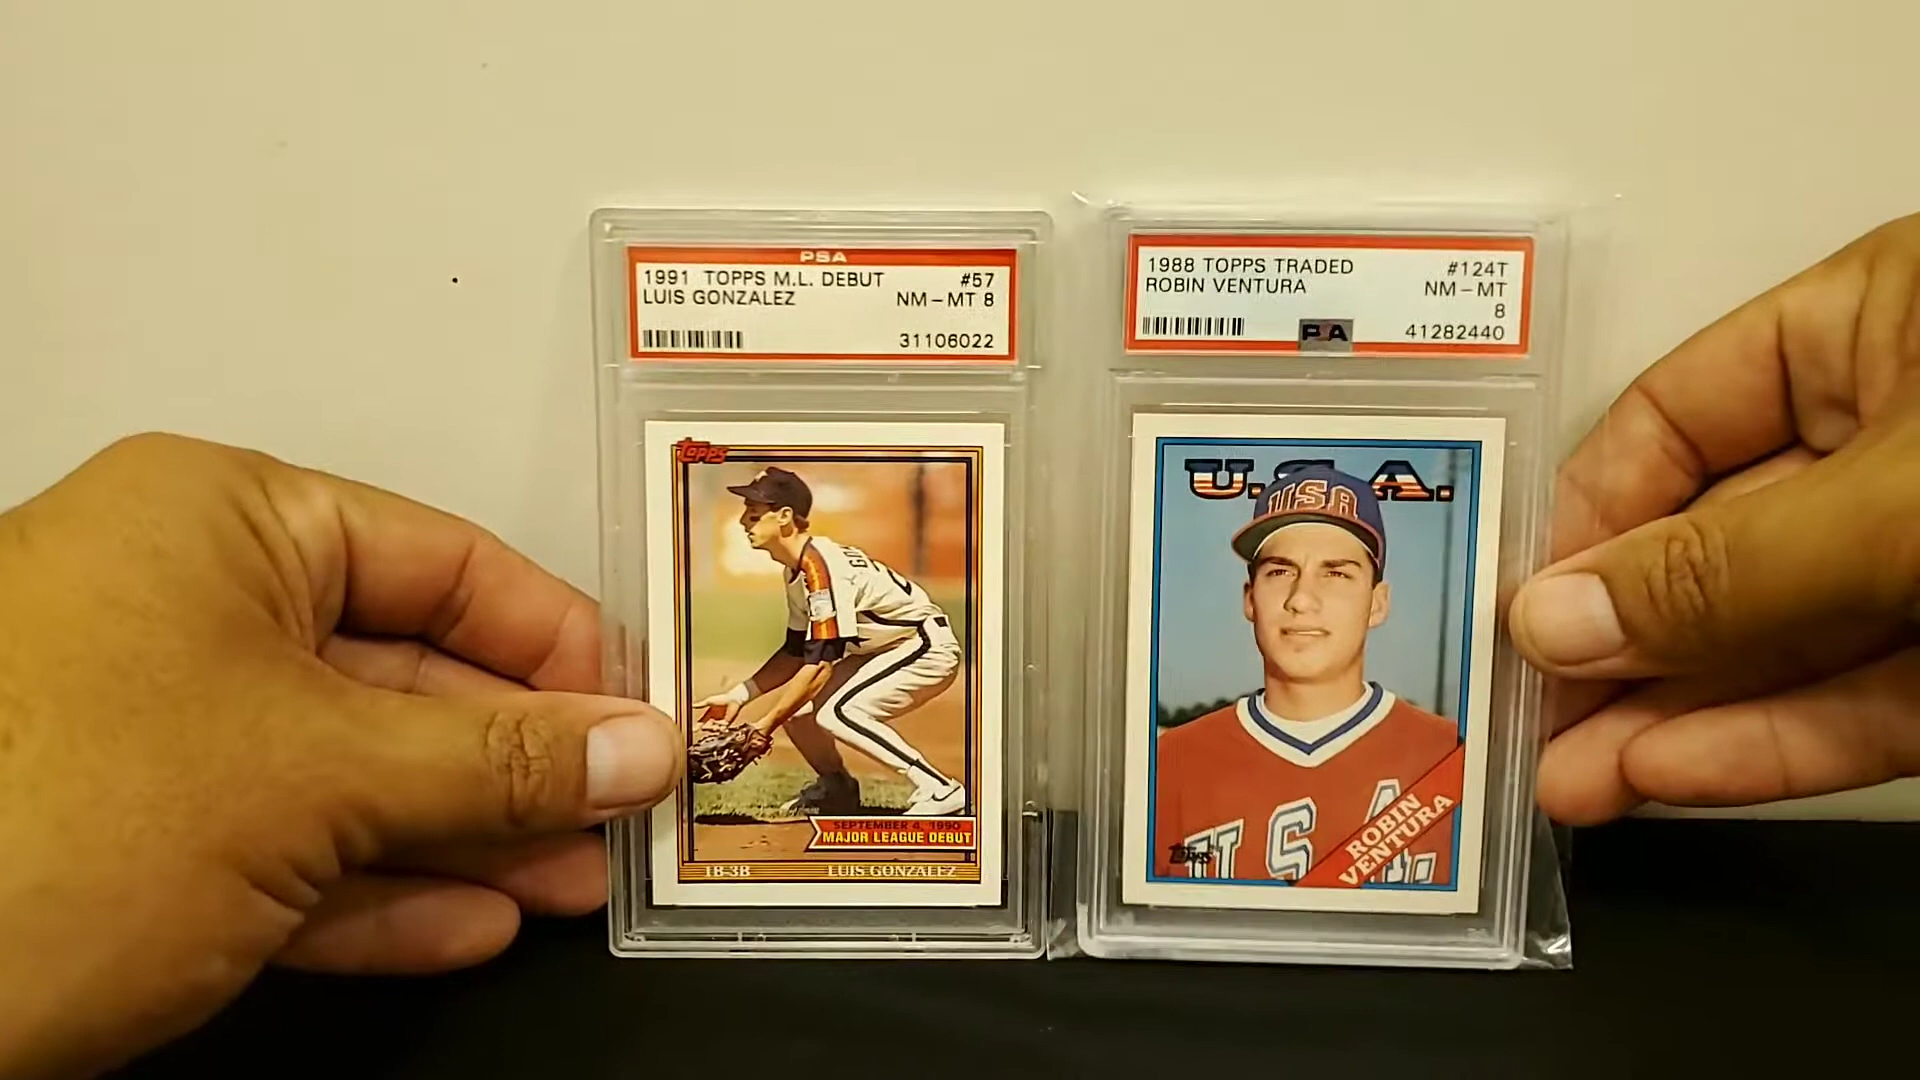 PSA
1991 TOPPS M.L. DEBUT #57
LUIS GONZALEZ NM-MT 8
31106022
topps
SEPTEMBER 4, 1990
MAJOR LEAGUE DEBUT
1B-3B LUIS GONZALEZ
1988 TOPPS TRADED #124T
ROBIN VENTURA NM-MT
8
PSA 41282440
U.S.A.
USA
USA
Topps
ROBIN
VENTURA